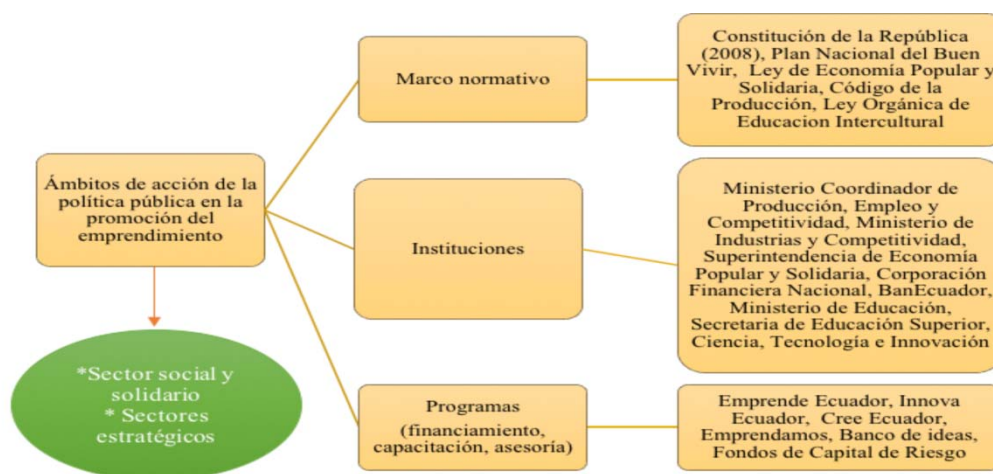 Ámbitos de acción de la
política pública en la
promoción del
emprendimiento
*Sector social y
solidario
* Sectores
estratégicos
Marco normativo
Constitución de la República
(2008), Plan Nacional del Buen
Vivir, Ley de Economía Popular y
Solidaria, Código de la
Producción, Ley Orgánica de
Educacion Intercultural
Instituciones
Ministerio Coordinador de
Producción, Empleo y
Competitividad, Ministerio de
Industrias y Competitividad,
Superintendencia de Economía
Popular y Solidaria, Corporación
Financiera Nacional, BanEcuador,
Ministerio de Educación,
Secretaria de Educación Superior,
Ciencia, Tecnología e Innovación
Programas
(financiamiento,
capacitación, asesoría)
Emprende Ecuador, Innova
Ecuador, Cree Ecuador,
Emprendamos, Banco de ideas,
Fondos de Capital de Riesgo